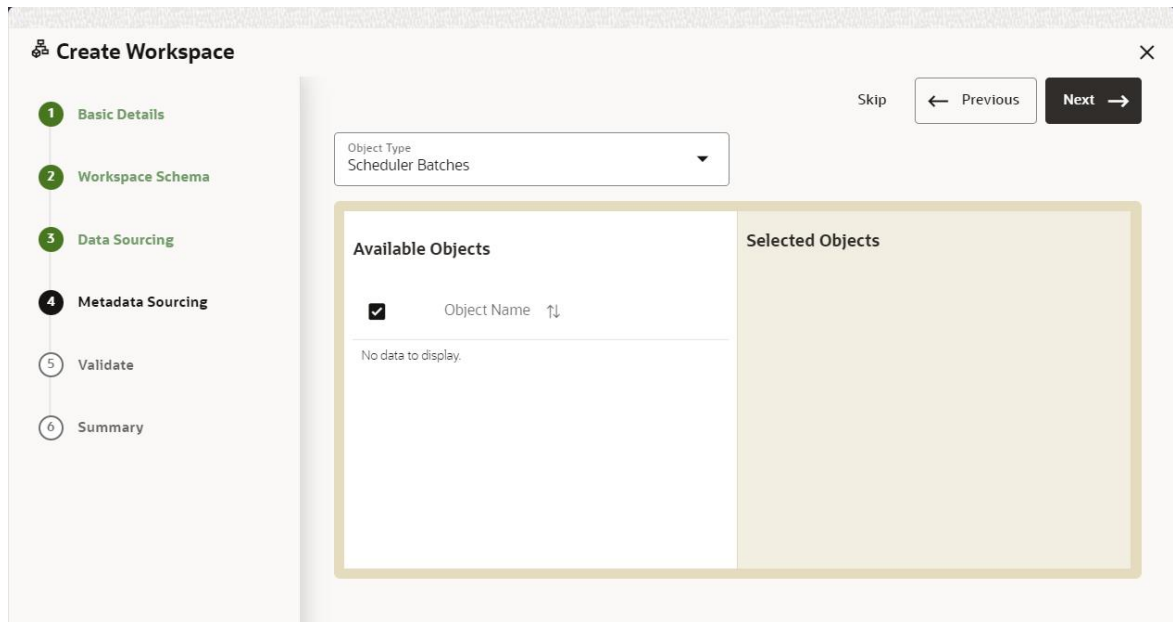 Create Workspace
1 Basic Details
2 Workspace Schema
3 Data Sourcing
4 Metadata Sourcing
5 Validate
6 Summary
Skip
Previous
Next
Object Type
Scheduler Batches
Available Objects
Object Name
No data to display.
Selected Objects